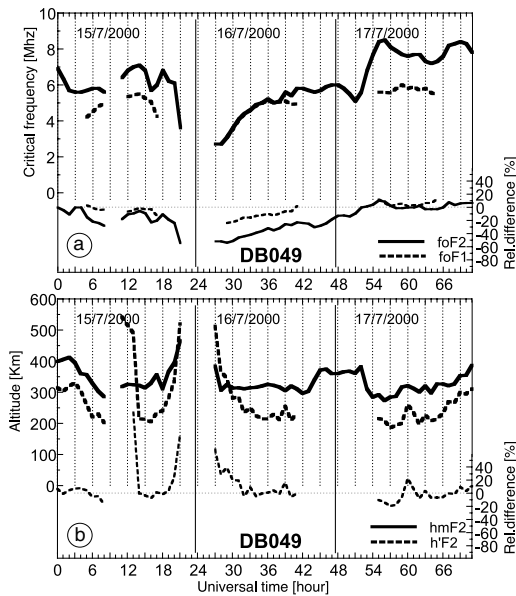 10
8
6
4
2
0
Critical frequency [Mhz]
15/7/2000
16/7/2000
17/7/2000
40
20
0
-20
-40
-60
-80
Rel.difference [%]
a
DB049
foF2
foF1
0 6 12 18 24 30 36 42 48 54 60 66
600
500
400
300
200
100
0
Altitude [Km]
15/7/2000
16/7/2000
17/7/2000
40
20
0
-20
-40
-60
-80
Rel.difference [%]
b
DB049
hmF2
h'F2
0 6 12 18 24 30 36 42 48 54 60 66
Universal time [hour]